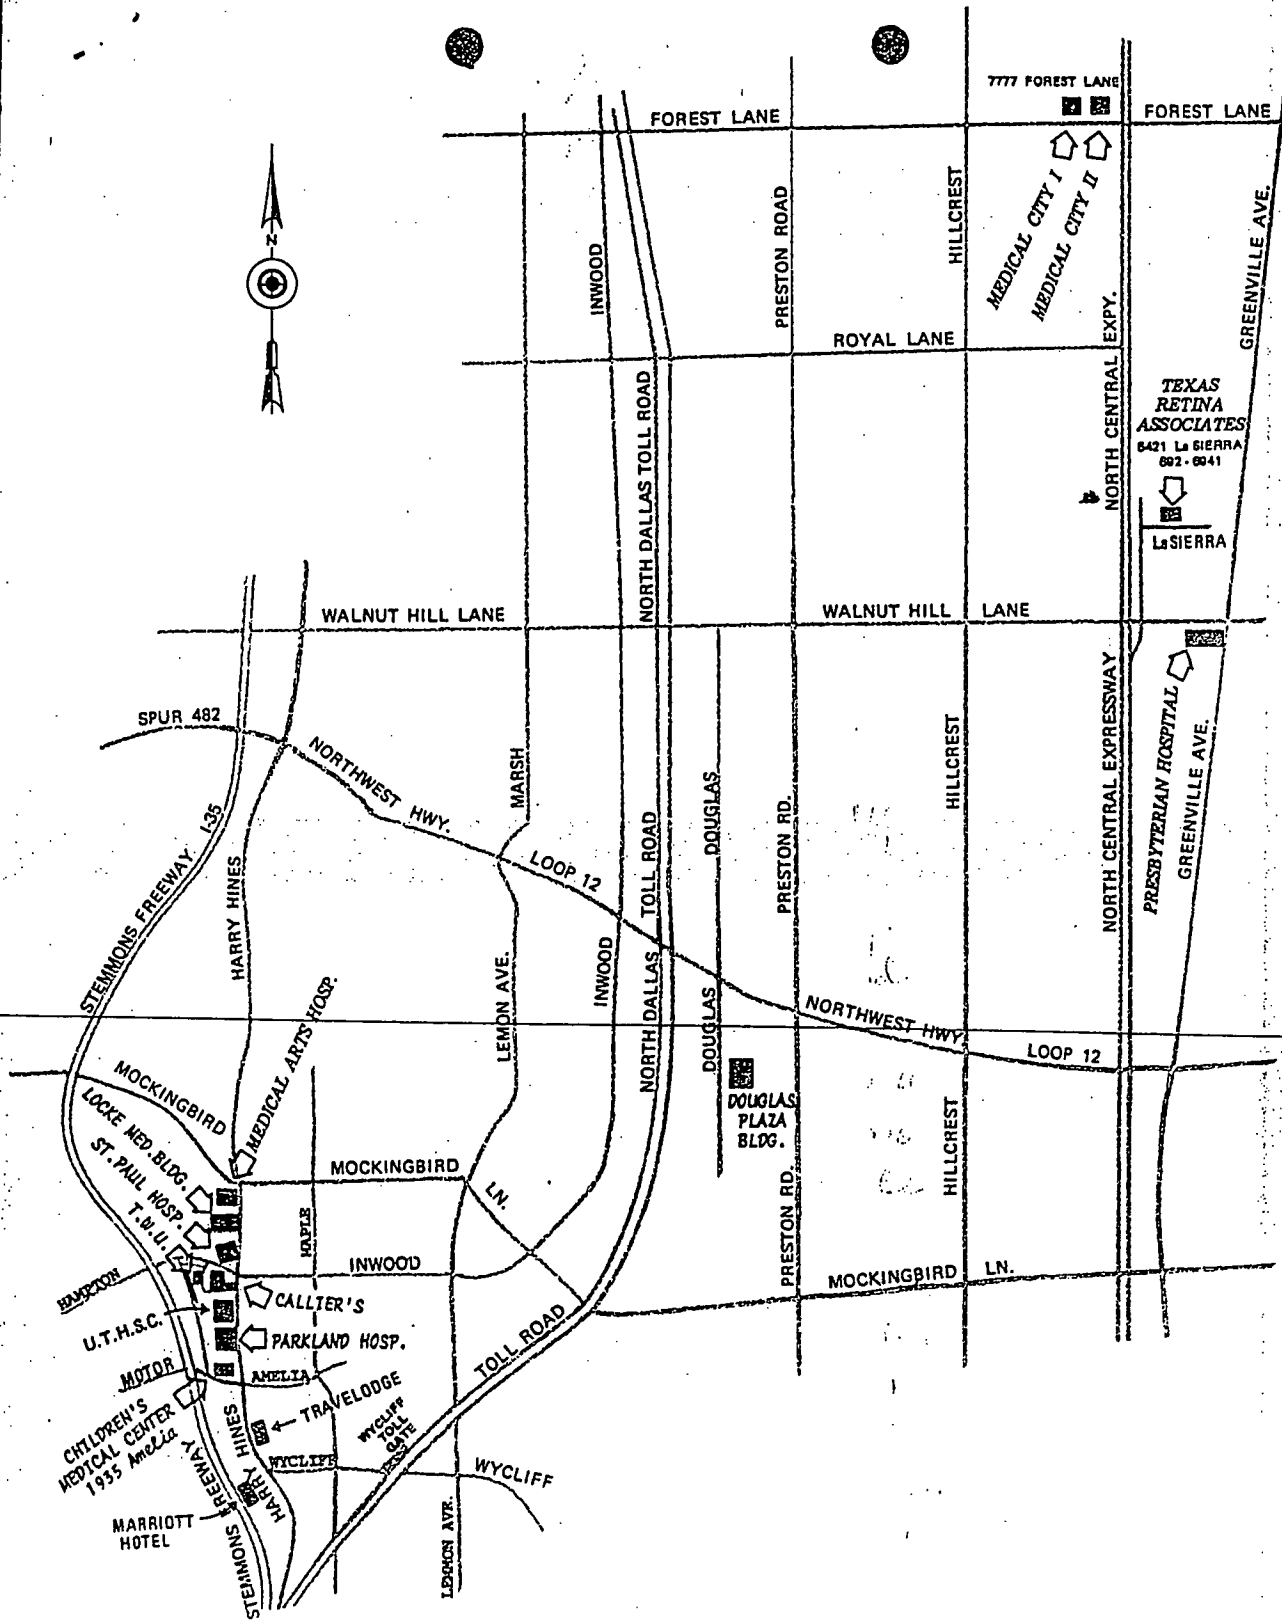 7777 FOREST LANE
FOREST LANE
FOREST LANE
MEDICAL CITY I
MEDICAL CITY II
N
INWOOD
PRESTON ROAD
HILLCREST
GREENVILLE AVE.
ROYAL LANE
NORTH CENTRAL EXPY.
NORTH DALLAS TOLL ROAD
TEXAS
RETINA
ASSOCIATES
La SIERRA
LaSIERRA
WALNUT HILL LANE
WALNUT HILL LANE
SPUR 482
NORTHWEST HWY.
LOOP 12
MARSH
DOUGLAS
HILLCREST
NORTH CENTRAL EXPRESSWAY
PRESBYTERIAN HOSPITAL
GREENVILLE AVE.
I-35
STEMMONS FREEWAY
HARRY HINES
TOLL ROAD
PRESTON RD.
LEMON AVE.
INWOOD
NORTH DALLAS
DOUGLAS
NORTHWEST HWY
LOOP 12
MEDICAL ARTS HOSP.
MOCKINGBIRD
LOCKE MED. BLDG.
ST. PAUL HOSP.
T.W.U.
DOUGLAS
PLAZA
BLDG.
HILLCREST
MOCKINGBIRD
LN.
MAPLE
PRESTON RD.
INWOOD
MOCKINGBIRD LN.
HAMPTON
CALLIER'S
U.T.H.S.C.
PARKLAND HOSP.
TOLL ROAD
MOTOR
AMELIA
TRAVELODGE
CHILDREN'S
MEDICAL CENTER
1935 Amelia
HARRY HINES
WYCLIFF
TOLL
GATE
WYCLIFF
WYCLIFF
MARRIOTT
HOTEL
STEMMONS FREEWAY
HARRY HINES
LEMMON AVE.